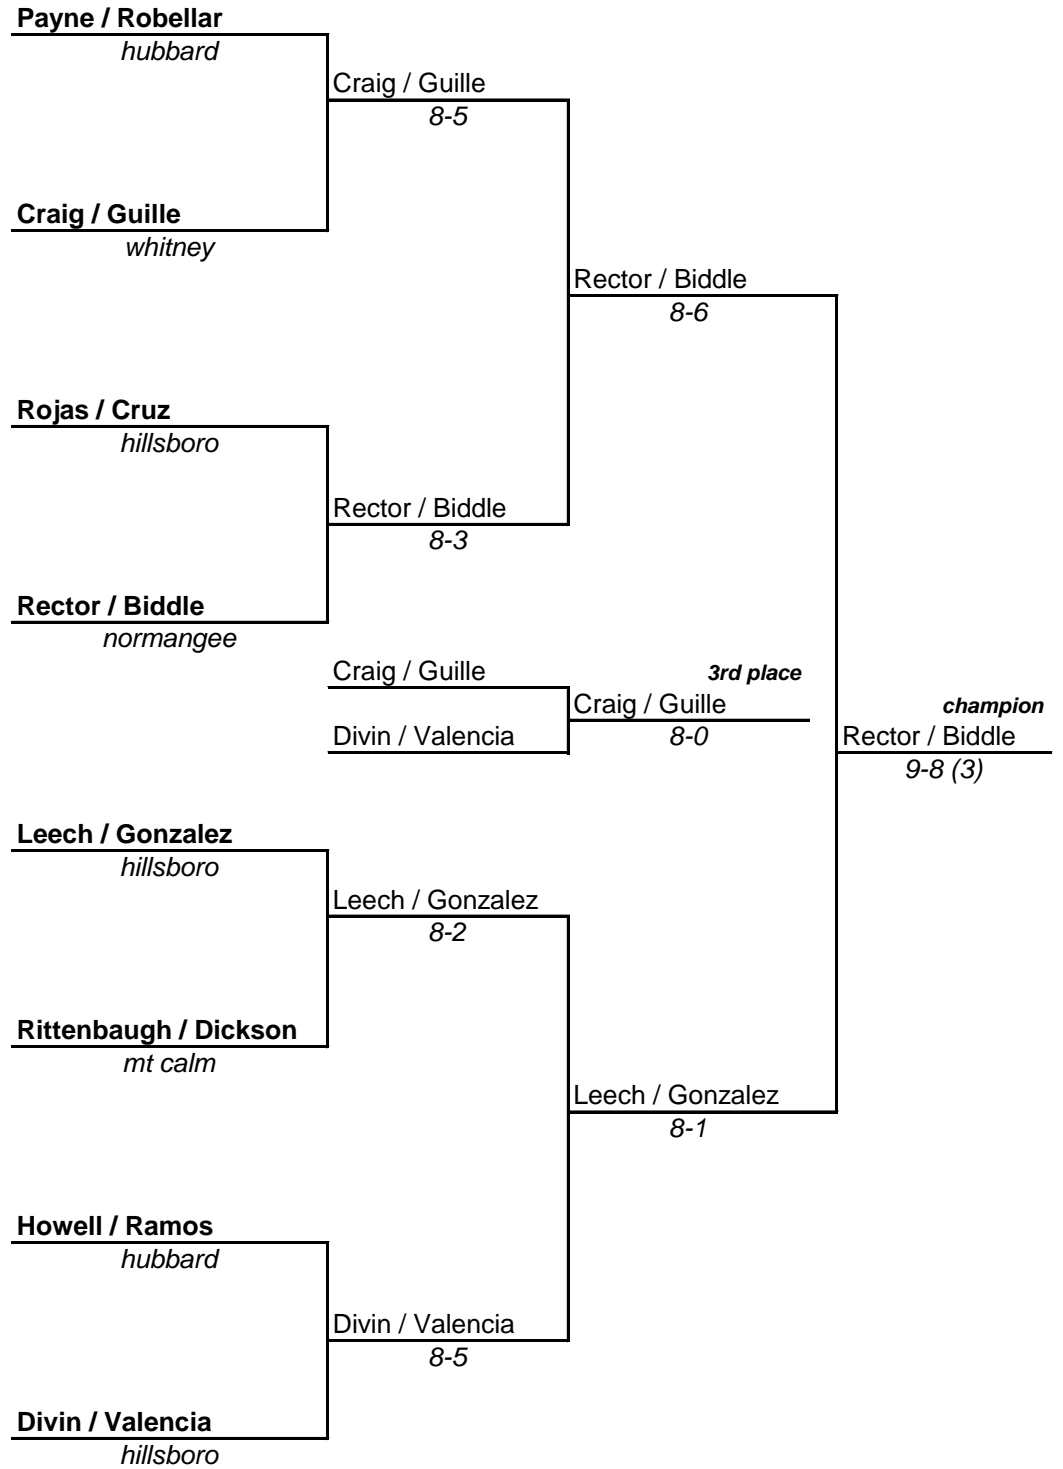 Payne / Robellar
hubbard
Craig / Guille
8-5
Craig / Guille
whitney
Rector / Biddle
8-6
Rojas / Cruz
hillsboro
Rector / Biddle
8-3
Rector / Biddle
normangee
Craig / Guille
3rd place
Craig / Guille
8-0
Divin / Valencia
champion
Rector / Biddle
9-8 (3)
Leech / Gonzalez
hillsboro
Leech / Gonzalez
8-2
Rittenbaugh / Dickson
mt calm
Leech / Gonzalez
8-1
Howell / Ramos
hubbard
Divin / Valencia
8-5
Divin / Valencia
hillsboro